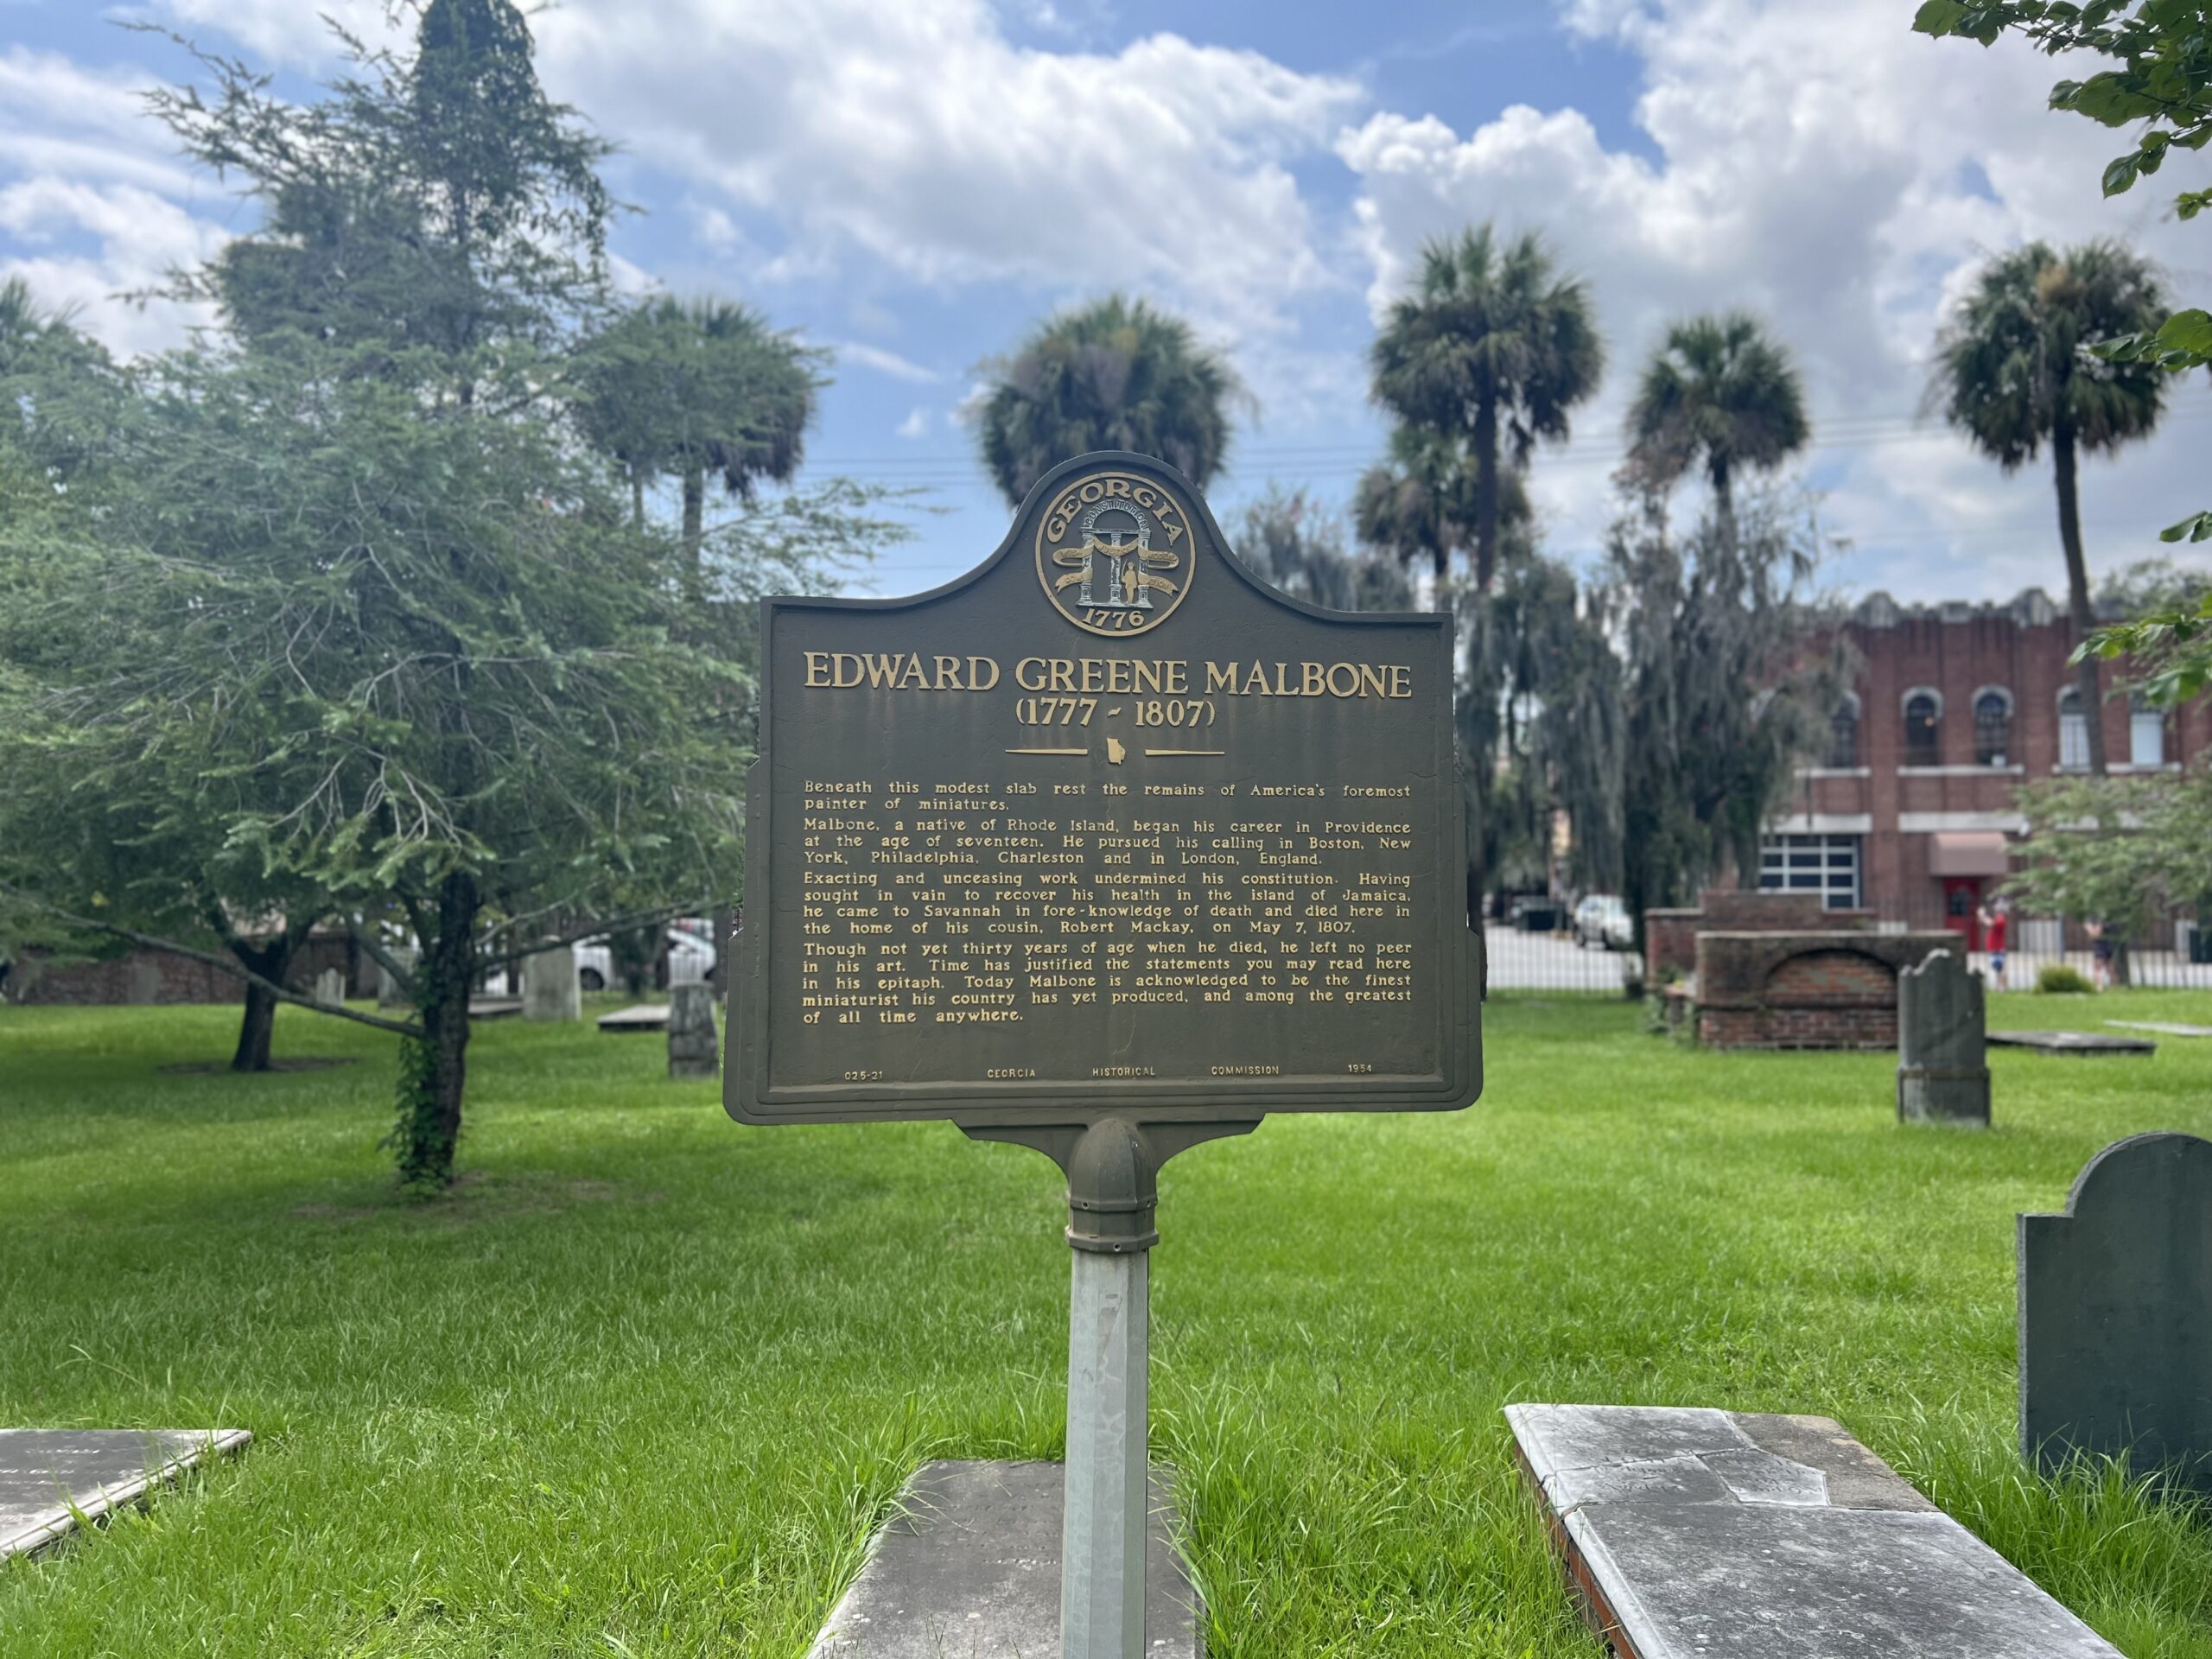 GEORGIA
CONSTITUTION
1776
EDWARD GREENE MALBONE
(1777 - 1807)
Beneath this modest slab rest the remains of America's foremost
painter of miniatures.
Malbone, a native of Rhode Island, began his career in Providence
at the age of seventeen. He pursued his calling in Boston, New
York, Philadelphia, Charleston and in London, England.
Exacting and unceasing work undermined his constitution. Having
sought in vain to recover his health in the island of Jamaica,
he came to Savannah in fore-knowledge of death and died here in
the home of his cousin, Robert Mackay, on May 7, 1807.
Though not yet thirty years of age when he died, he left no peer
in his art. Time has justified the statements you may read here
in his epitaph. Today Malbone is acknowledged to be the finest
miniaturist his country has yet produced, and among the greatest
of all time anywhere.
025-21 GEORGIA HISTORICAL COMMISSION 1954